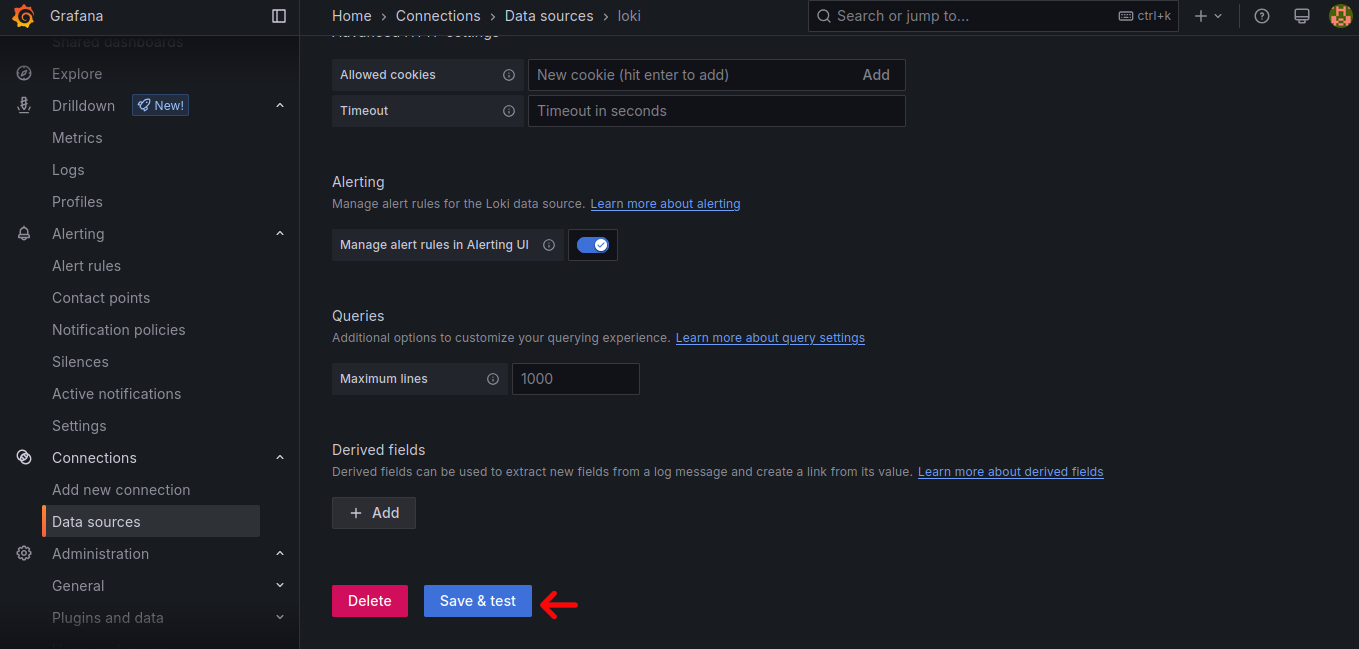 Grafana
Home › Connections › Data sources › loki
Search or jump to...
ctrl+k
Shared dashboards
Explore
Drilldown
New!
Metrics
Logs
Profiles
Alerting
Alert rules
Contact points
Notification policies
Silences
Active notifications
Settings
Connections
Add new connection
Data sources
Administration
General
Plugins and data
Advanced HTTP settings
Allowed cookies
New cookie (hit enter to add)
Add
Timeout
Timeout in seconds
Alerting
Manage alert rules for the Loki data source. Learn more about alerting
Manage alert rules in Alerting UI
Queries
Additional options to customize your querying experience. Learn more about query settings
Maximum lines
1000
Derived fields
Derived fields can be used to extract new fields from a log message and create a link from its value. Learn more about derived fields
+ Add
Delete
Save & test